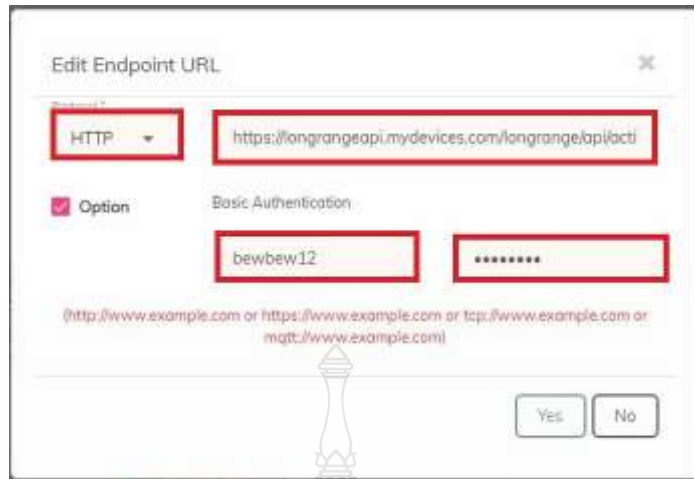 Edit Endpoint URL
HTTP
https://longrangeapi.mydevices.com/longrange/api/acti
Option
Basic Authentication
bewbew12
••••••••
(http://www.example.com or https://www.example.com or tcp://www.example.com or
mqtt://www.example.com)
Yes
No